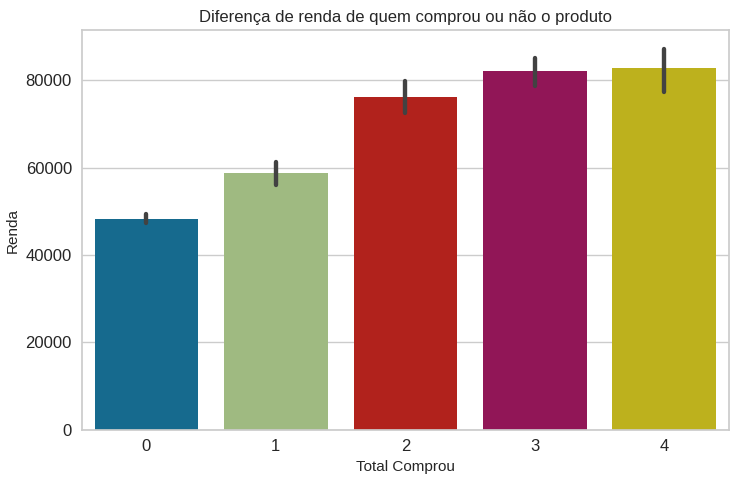 Diferença de renda de quem comprou ou não o produto
Renda
80000
60000
40000
20000
0
0 1 2 3 4
Total Comprou